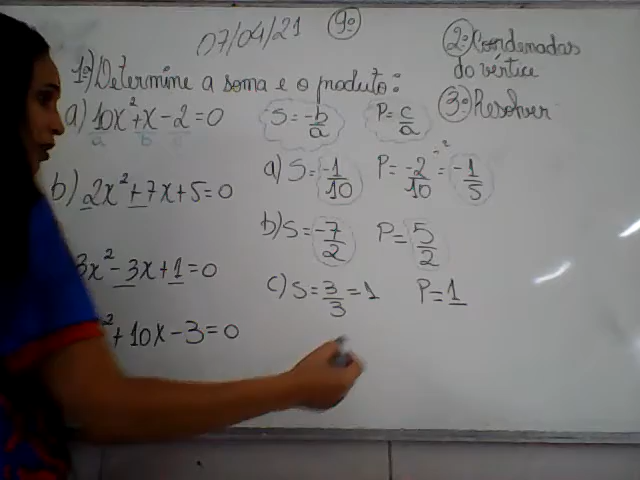 07/04/21 9º
1º) Determine a soma e o produto:
a) 10x²+x-2=0
a b c
b) 2x²+7x+5=0
3x²-3x+1=0
²+10x-3=0
S=-b/a P=c/a
a) S=-1/10 P=-2/10 ÷2 = -1/5
b) S=-7/2 P=5/2
c) S=3/3=1 P=1
2º Coordenadas
do vértice
3º Resolver